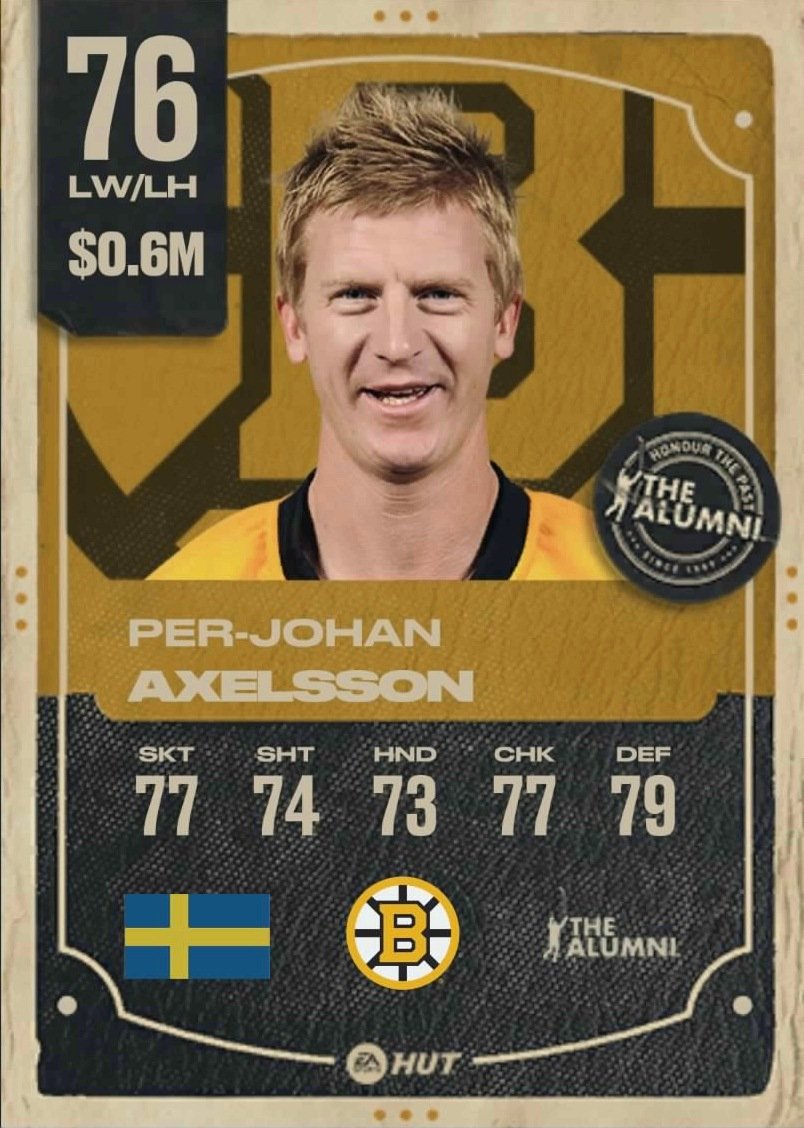 76
LW/LH
$0.6M
HONOUR THE PAST
THE
ALUMNI
PER-JOHAN
AXELSSON
SKT SHT HND CHK DEF
77 74 73 77 79
B
THE
ALUMNI
EA HUT